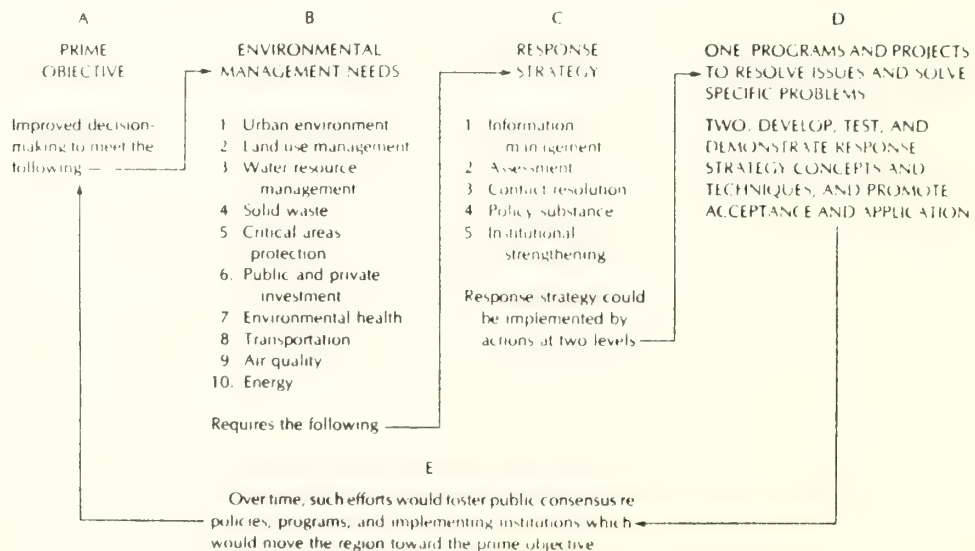 A
PRIME
OBJECTIVE
Improved decision-
making to meet the
following
B
ENVIRONMENTAL
MANAGEMENT NEEDS
1 Urban environment
2 Land use management
3 Water resource
management
4 Solid waste
5 Critical areas
protection
6. Public and private
investment
7 Environmental health
8 Transportation
9 Air quality
10. Energy
Requires the following
C
RESPONSE
STRATEGY
1 Information
management
2 Assessment
3 Contact resolution
4 Policy substance
5 Institutional
strengthening
Response strategy could
be implemented by
actions at two levels
D
ONE PROGRAMS AND PROJECTS
TO RESOLVE ISSUES AND SOLVE
SPECIFIC PROBLEMS
TWO. DEVELOP, TEST, AND
DEMONSTRATE RESPONSE
STRATEGY CONCEPTS AND
TECHNIQUES, AND PROMOTE
ACCEPTANCE AND APPLICATION
E
Over time, such efforts would foster public consensus re
policies, programs, and implementing institutions which
would move the region toward the prime objective